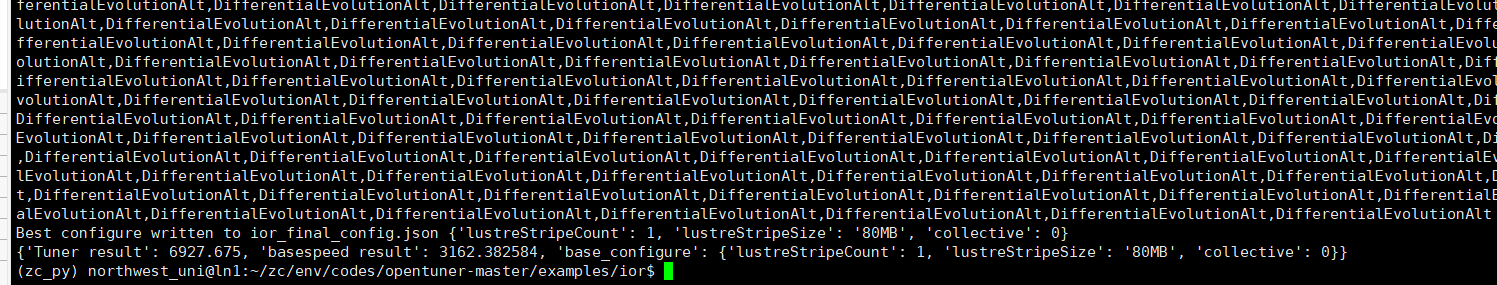 ferentialEvolutionAlt,DifferentialEvolutionAlt,DifferentialEvolutionAlt,DifferentialEvolutionAlt,DifferentialEvolutionAlt,DifferentialEvolutionAlt,DifferentialEvolut
lutionAlt,DifferentialEvolutionAlt,DifferentialEvolutionAlt,DifferentialEvolutionAlt,DifferentialEvolutionAlt,DifferentialEvolutionAlt,DifferentialEvolutionAlt,Diffe
fferentialEvolutionAlt,DifferentialEvolutionAlt,DifferentialEvolutionAlt,DifferentialEvolutionAlt,DifferentialEvolutionAlt,DifferentialEvolutionAlt,DifferentialEvolu
olutionAlt,DifferentialEvolutionAlt,DifferentialEvolutionAlt,DifferentialEvolutionAlt,DifferentialEvolutionAlt,DifferentialEvolutionAlt,DifferentialEvolutionAlt,Diff
ifferentialEvolutionAlt,DifferentialEvolutionAlt,DifferentialEvolutionAlt,DifferentialEvolutionAlt,DifferentialEvolutionAlt,DifferentialEvolutionAlt,DifferentialEvol
volutionAlt,DifferentialEvolutionAlt,DifferentialEvolutionAlt,DifferentialEvolutionAlt,DifferentialEvolutionAlt,DifferentialEvolutionAlt,DifferentialEvolutionAlt,Dif
DifferentialEvolutionAlt,DifferentialEvolutionAlt,DifferentialEvolutionAlt,DifferentialEvolutionAlt,DifferentialEvolutionAlt,DifferentialEvolutionAlt,DifferentialEvo
EvolutionAlt,DifferentialEvolutionAlt,DifferentialEvolutionAlt,DifferentialEvolutionAlt,DifferentialEvolutionAlt,DifferentialEvolutionAlt,DifferentialEvolutionAlt,Di
,DifferentialEvolutionAlt,DifferentialEvolutionAlt,DifferentialEvolutionAlt,DifferentialEvolutionAlt,DifferentialEvolutionAlt,DifferentialEvolutionAlt,DifferentialEv
lEvolutionAlt,DifferentialEvolutionAlt,DifferentialEvolutionAlt,DifferentialEvolutionAlt,DifferentialEvolutionAlt,DifferentialEvolutionAlt,DifferentialEvolutionAlt,D
t,DifferentialEvolutionAlt,DifferentialEvolutionAlt,DifferentialEvolutionAlt,DifferentialEvolutionAlt,DifferentialEvolutionAlt,DifferentialEvolutionAlt,DifferentialE
alEvolutionAlt,DifferentialEvolutionAlt,DifferentialEvolutionAlt,DifferentialEvolutionAlt,DifferentialEvolutionAlt,DifferentialEvolutionAlt,DifferentialEvolutionAlt
Best configure written to ior_final_config.json {'lustreStripeCount': 1, 'lustreStripeSize': '80MB', 'collective': 0}
{'Tuner result': 6927.675, 'basespeed result': 3162.382584, 'base_configure': {'lustreStripeCount': 1, 'lustreStripeSize': '80MB', 'collective': 0}}
(zc_py) northwest_uni@ln1:~/zc/env/codes/opentuner-master/examples/ior$